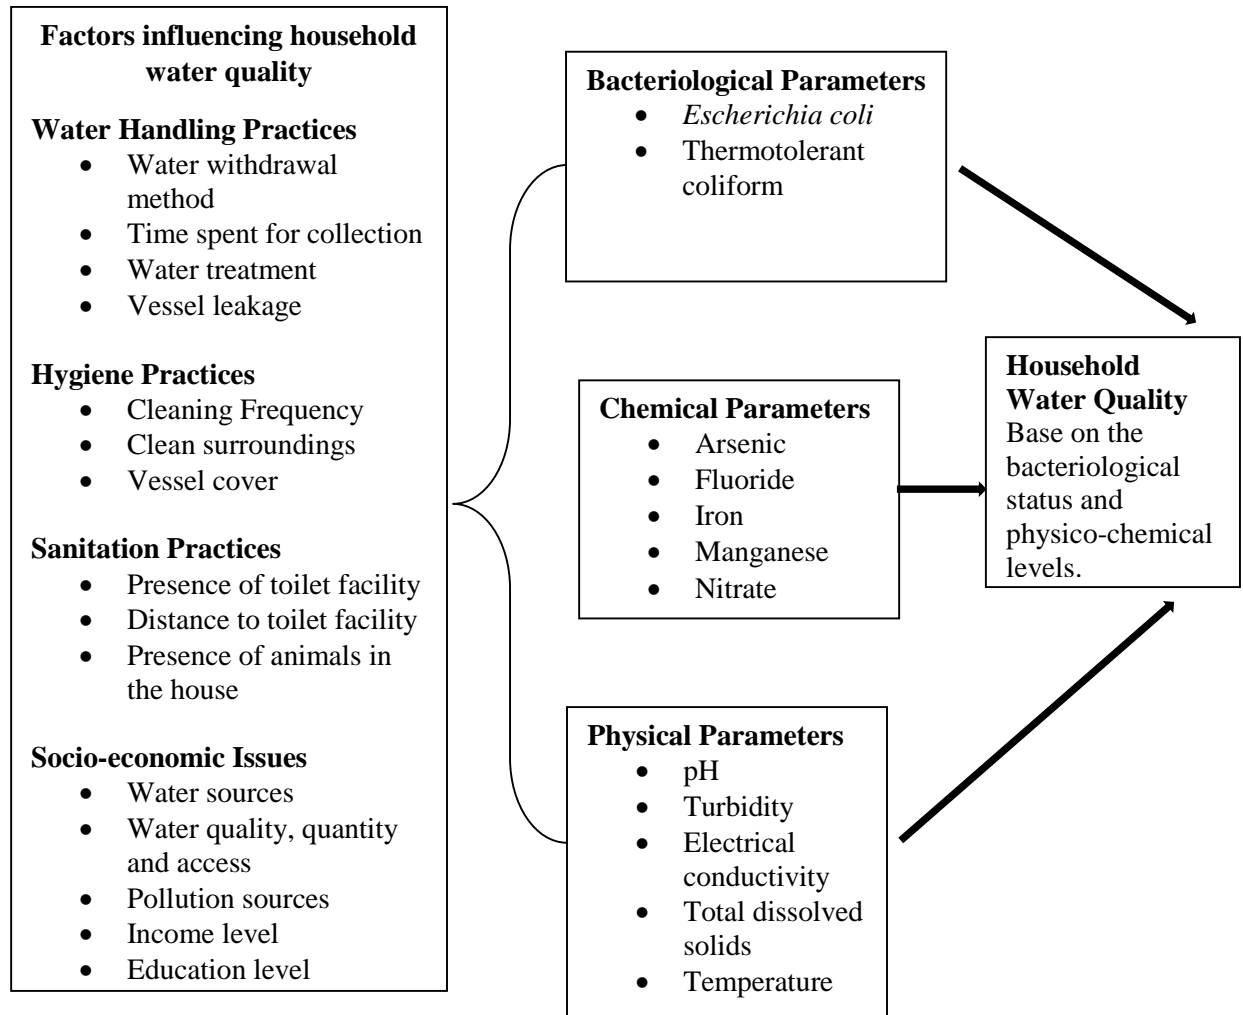 Factors influencing household
water quality
Water Handling Practices
• Water withdrawal
method
• Time spent for collection
• Water treatment
• Vessel leakage
Hygiene Practices
• Cleaning Frequency
• Clean surroundings
• Vessel cover
Sanitation Practices
• Presence of toilet facility
• Distance to toilet facility
• Presence of animals in
the house
Socio-economic Issues
• Water sources
• Water quality, quantity
and access
• Pollution sources
• Income level
• Education level
Bacteriological Parameters
• Escherichia coli
• Thermotolerant
coliform
Chemical Parameters
• Arsenic
• Fluoride
• Iron
• Manganese
• Nitrate
Physical Parameters
• pH
• Turbidity
• Electrical
conductivity
• Total dissolved
solids
• Temperature
Household
Water Quality
Base on the
bacteriological
status and
physico-chemical
levels.